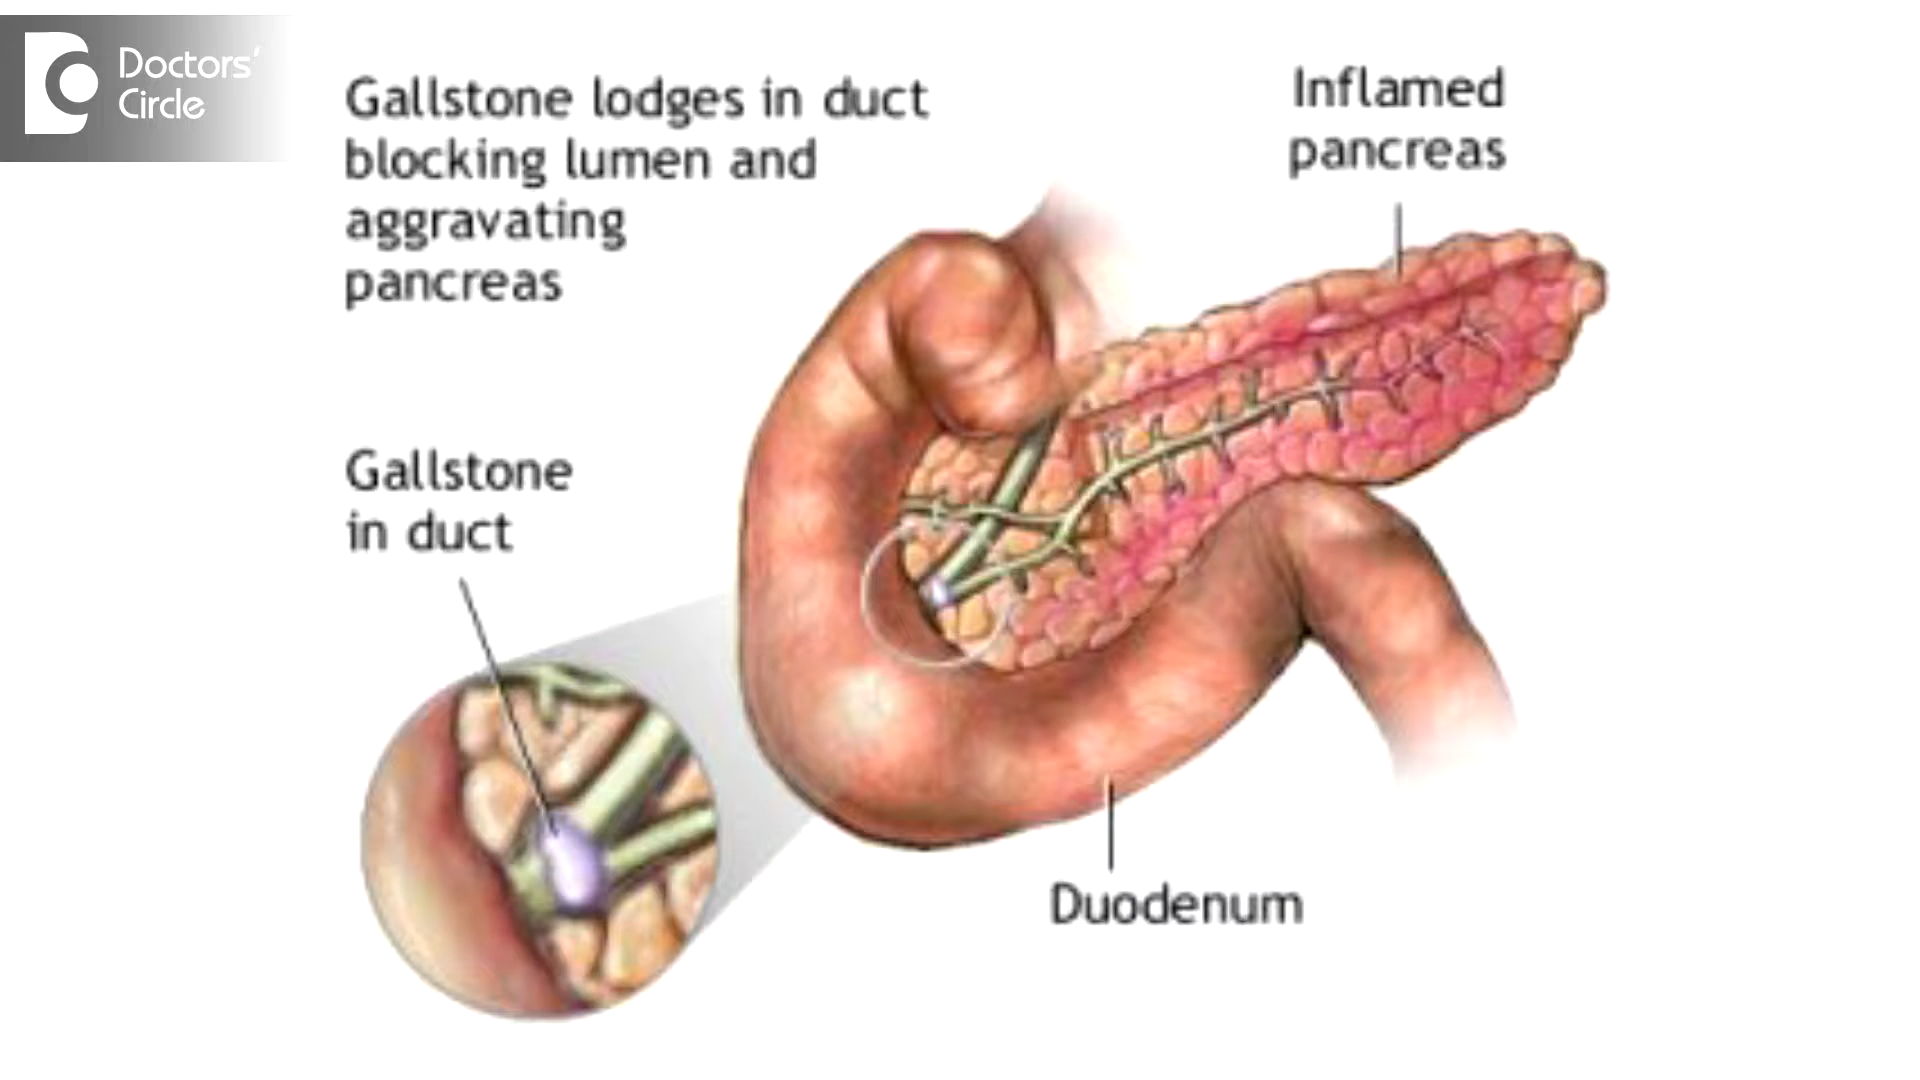 Doctors'
Circle
Gallstone lodges in duct
blocking lumen and
aggravating
pancreas
Inflamed
pancreas
Gallstone
in duct
Duodenum